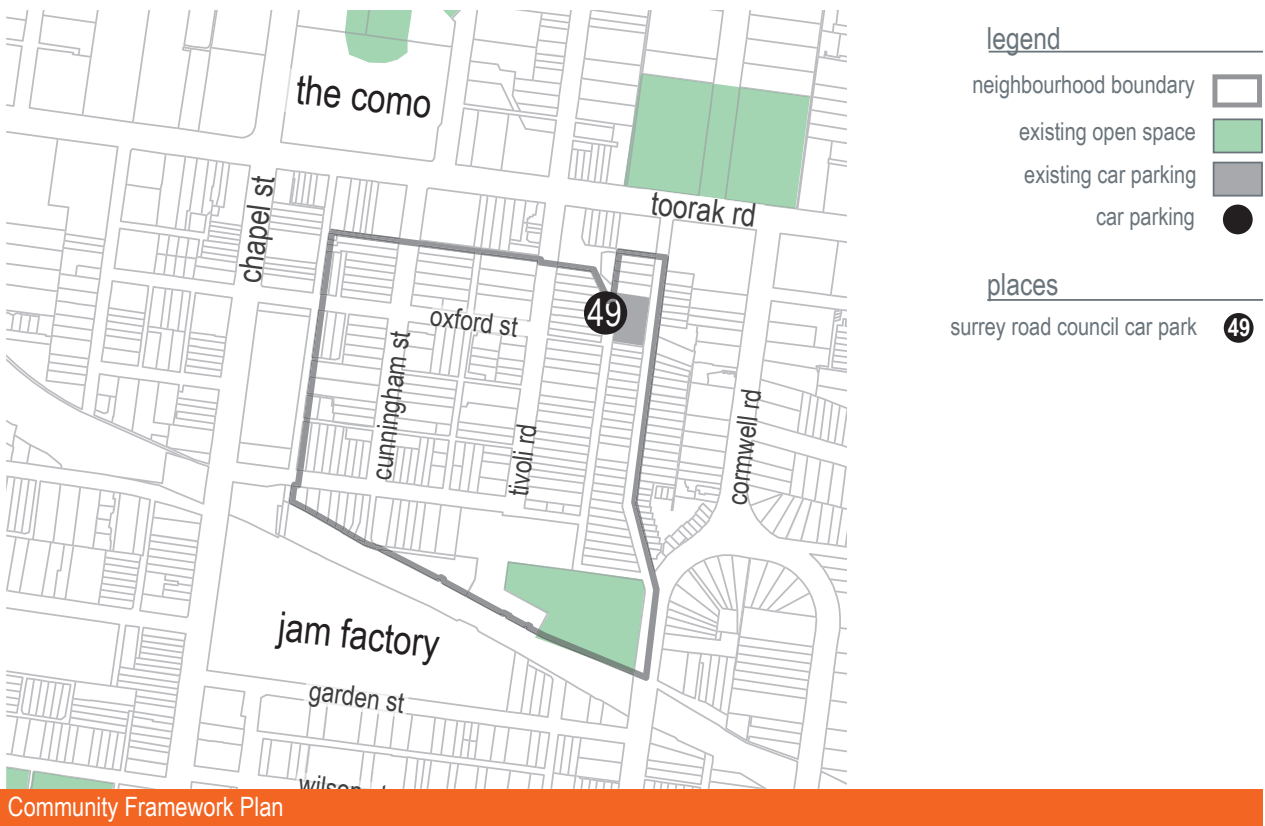 the como
chapel st
toorak rd
oxford st
49
cunningham st
tivoli rd
cormwell rd
jam factory
garden st
legend
neighbourhood boundary
existing open space
existing car parking
car parking
places
surrey road council car park 49
Community Framework Plan